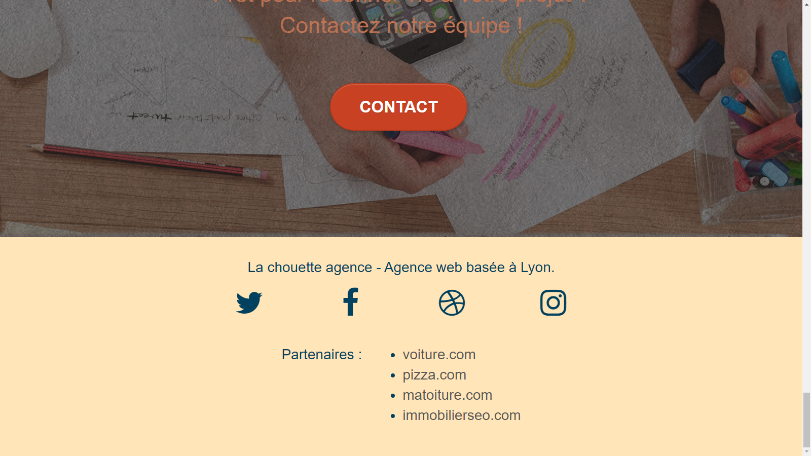 Contactez notre équipe !
CONTACT
La chouette agence - Agence web basée à Lyon.
Partenaires :
voiture.com
pizza.com
matoiture.com
immobilierseo.com